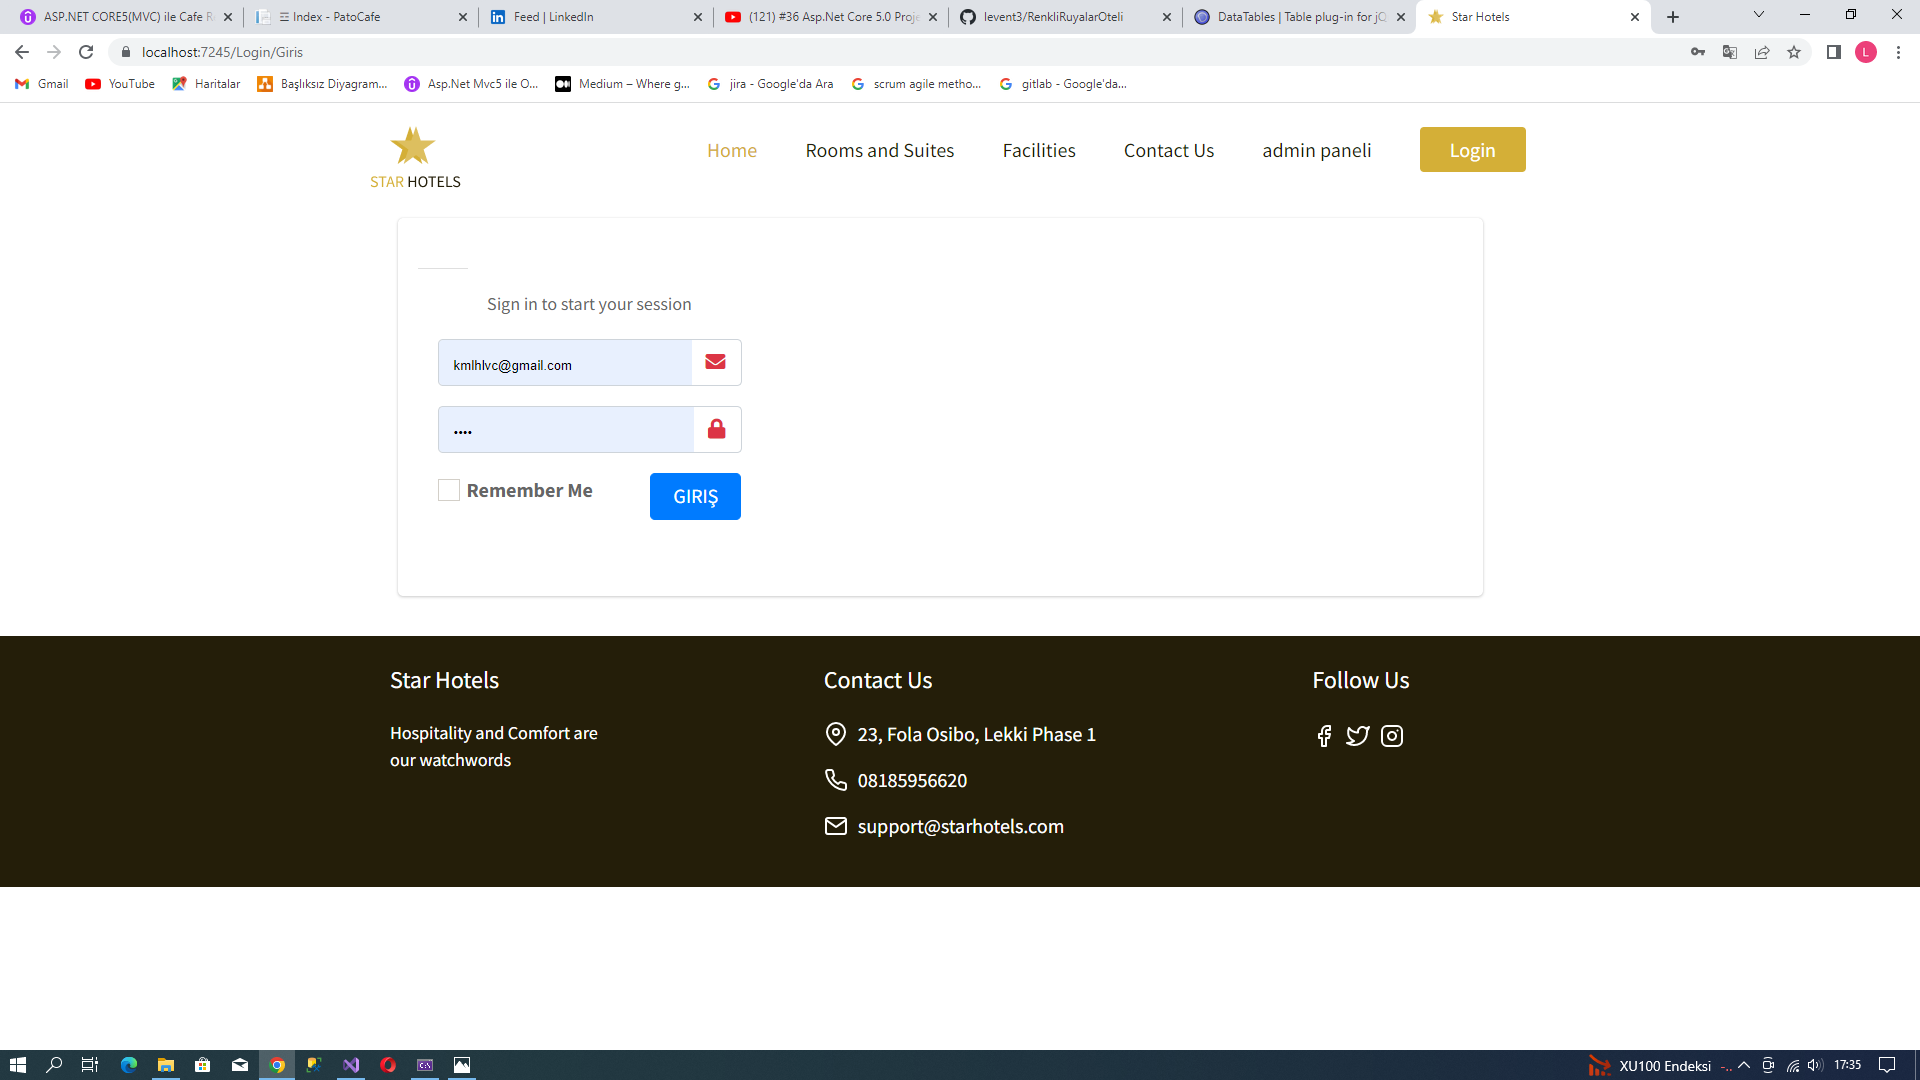 ASP.NET CORE5(MVC) ile Cafe R
Index - PatoCafe
Feed | LinkedIn
(121) #36 Asp.Net Core 5.0 Proje
levent3/RenkliRuyalarOteli
DataTables | Table plug-in for jQ
Star Hotels
localhost:7245/Login/Giris
L
Gmail
YouTube
Haritalar
Başlıksız Diyagram...
Asp.Net Mvc5 ile O...
Medium – Where g...
jira - Google'da Ara
scrum agile metho...
gitlab - Google'da...
STAR HOTELS
Home
Rooms and Suites
Facilities
Contact Us
admin paneli
Login
Sign in to start your session
kmlhlvc@gmail.com
••••
Remember Me
GIRIŞ
Star Hotels
Hospitality and Comfort are
our watchwords
Contact Us
23, Fola Osibo, Lekki Phase 1
08185956620
support@starhotels.com
Follow Us
XU100 Endeksi -..
17:35